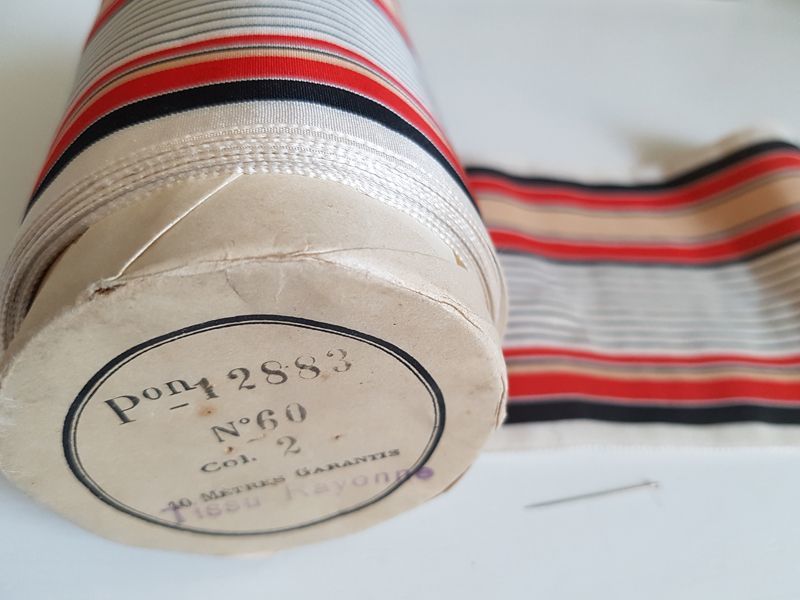 Pon 12883
N° 60
Col. 2
10 MÈTRES GARANTIS
Tissu Rayonne